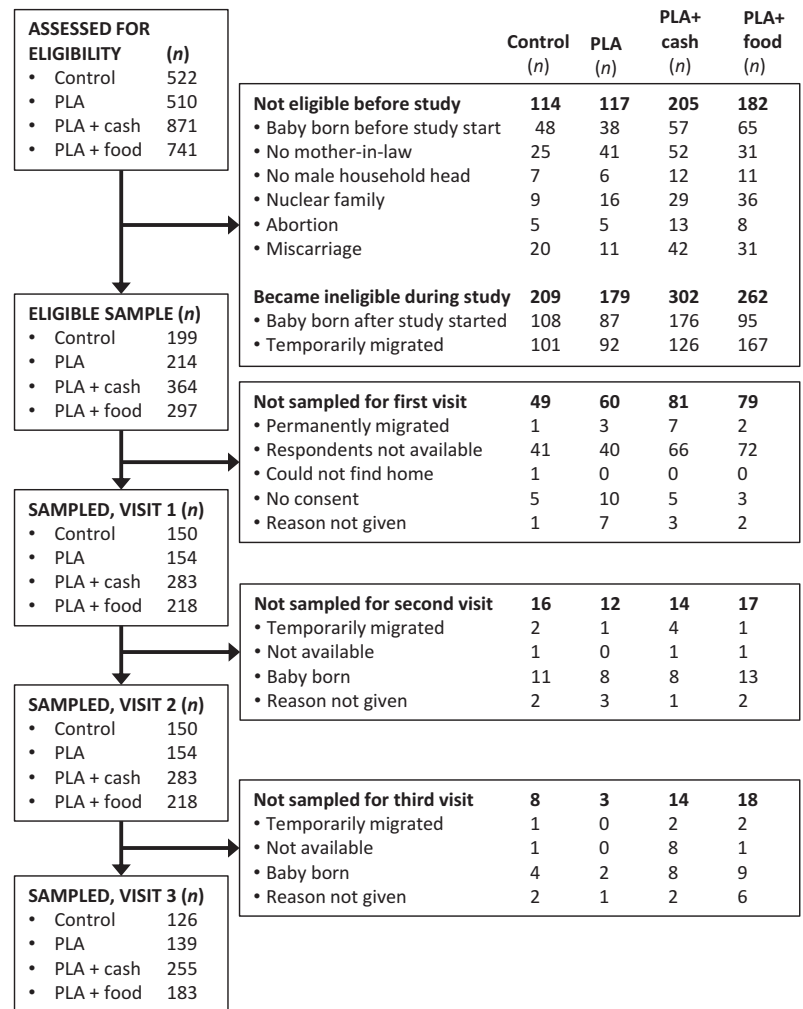 ASSESSED FOR
ELIGIBILITY (n)
• Control 522
• PLA 510
• PLA + cash 871
• PLA + food 741
Control (n) PLA (n) PLA+ cash (n) PLA+ food (n)
Not eligible before study 114 117 205 182
• Baby born before study start 48 38 57 65
• No mother-in-law 25 41 52 31
• No male household head 7 6 12 11
• Nuclear family 9 16 29 36
• Abortion 5 5 13 8
• Miscarriage 20 11 42 31
Became ineligible during study 209 179 302 262
• Baby born after study started 108 87 176 95
• Temporarily migrated 101 92 126 167
ELIGIBLE SAMPLE (n)
• Control 199
• PLA 214
• PLA + cash 364
• PLA + food 297
Not sampled for first visit 49 60 81 79
• Permanently migrated 1 3 7 2
• Respondents not available 41 40 66 72
• Could not find home 1 0 0 0
• No consent 5 10 5 3
• Reason not given 1 7 3 2
SAMPLED, VISIT 1 (n)
• Control 150
• PLA 154
• PLA + cash 283
• PLA + food 218
Not sampled for second visit 16 12 14 17
• Temporarily migrated 2 1 4 1
• Not available 1 0 1 1
• Baby born 11 8 8 13
• Reason not given 2 3 1 2
SAMPLED, VISIT 2 (n)
• Control 150
• PLA 154
• PLA + cash 283
• PLA + food 218
Not sampled for third visit 8 3 14 18
• Temporarily migrated 1 0 2 2
• Not available 1 0 8 1
• Baby born 4 2 8 9
• Reason not given 2 1 2 6
SAMPLED, VISIT 3 (n)
• Control 126
• PLA 139
• PLA + cash 255
• PLA + food 183